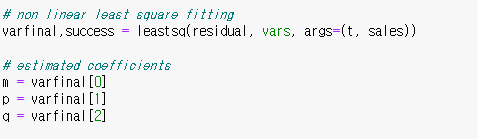 # non linear least square fitting
varfinal,success = leastsq(residual, vars, args=(t, sales))
# estimated coefficients
m = varfinal[0]
p = varfinal[1]
q = varfinal[2]